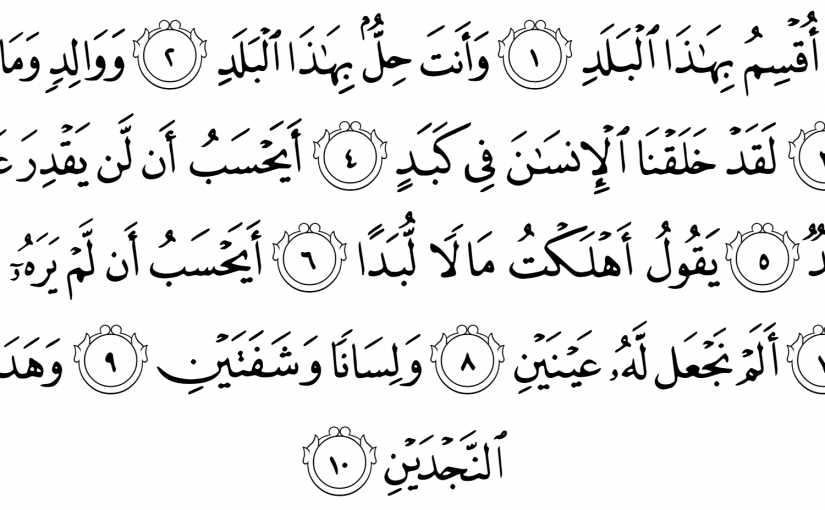 أُقْسِمُ بِهَٰذَا ٱلْبَلَدِ ١ وَأَنتَ حِلٌّۢ بِهَٰذَا ٱلْبَلَدِ ٢ وَوَالِدٍۢ وَمَا
لَقَدْ خَلَقْنَا ٱلْإِنسَٰنَ فِى كَبَدٍ ٤ أَيَحْسَبُ أَن لَّن يَقْدِرَ
٥ يَقُولُ أَهْلَكْتُ مَالًا لُّبَدًا ٦ أَيَحْسَبُ أَن لَّمْ يَرَهُۥٓ
أَلَمْ نَجْعَل لَّهُۥ عَيْنَيْنِ ٨ وَلِسَانًا وَشَفَتَيْنِ ٩ وَهَدَ
ٱلنَّجْدَيْنِ ١٠